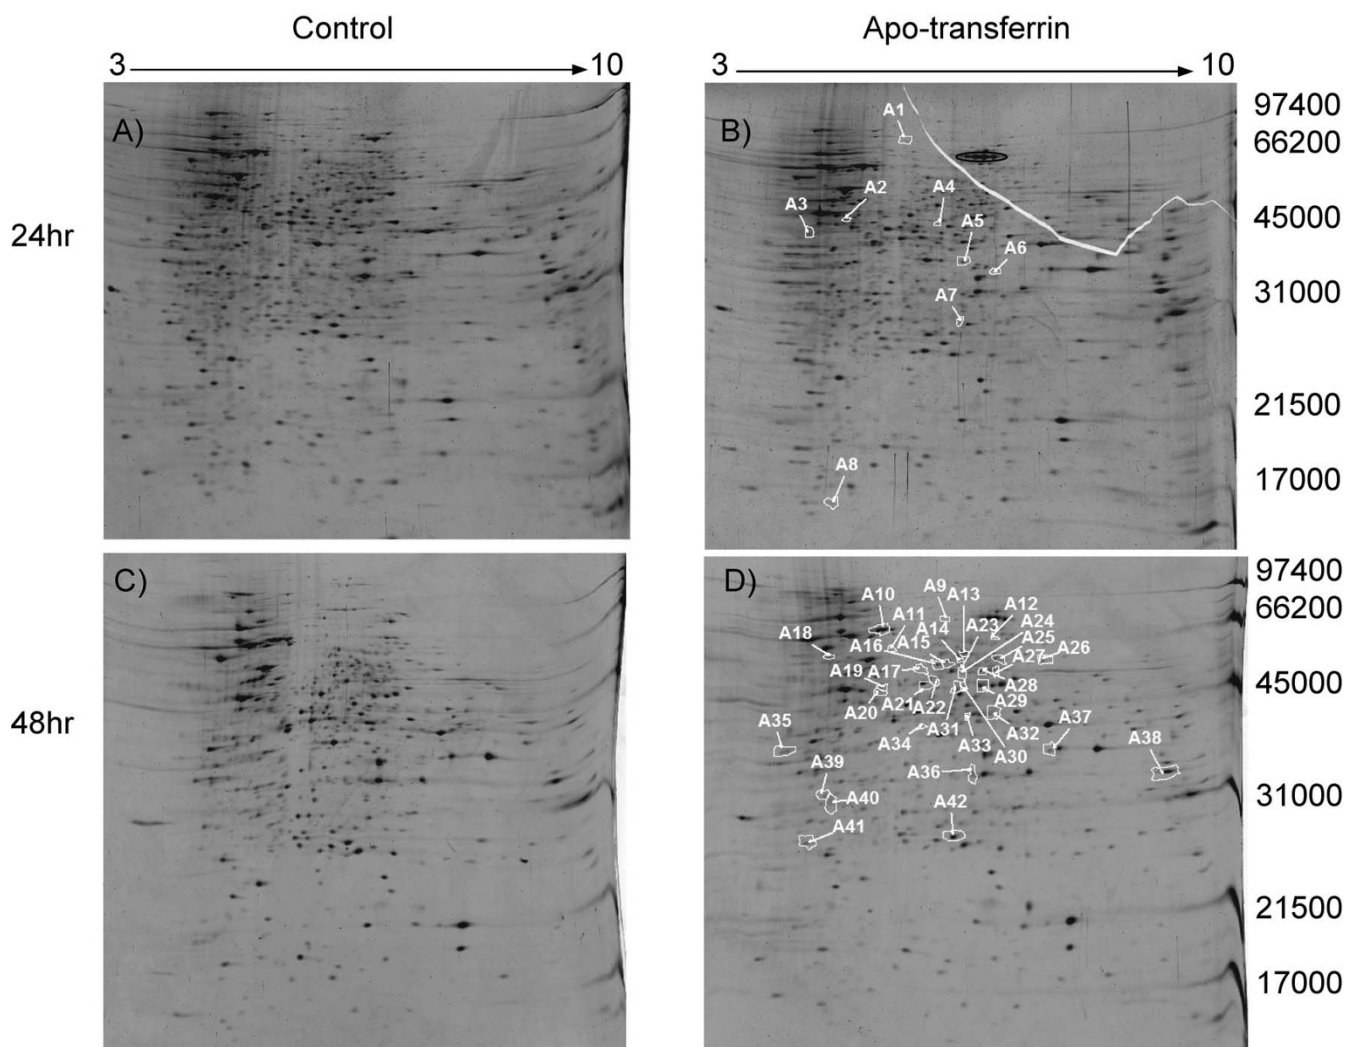 Control
Apo-transferrin
3
10
3
10
24hr
A)
B)
A1
A2
A3
A4
A5
A6
A7
A8
97400
66200
45000
31000
21500
17000
48hr
C)
D)
A9
A10
A13
A11
A14
A12
A24
A23
A25
A18
A16
A15
A27
A26
A19
A17
A28
A20
A21
A22
A29
A31
A32
A35
A34
A33
A30
A37
A38
A36
A39
A40
A42
A41
97400
66200
45000
31000
21500
17000